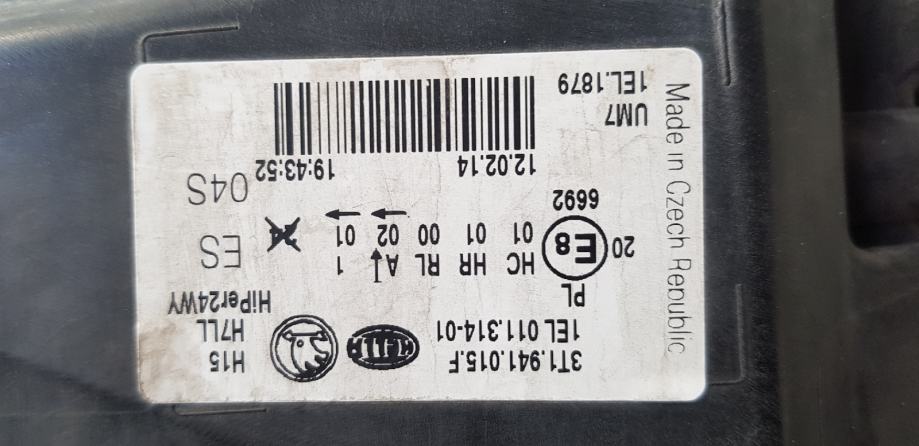 3T1.941.015.F
1EL 011.314-01
HELLA
H15
H7LL
HiPer24WY
PL
20 E8
6692
HC HR RL A 1
01 01 00 02 01
ES
04S
12.02.14 19:43:52
UM7
1EL.1879
Made in Czech Republic